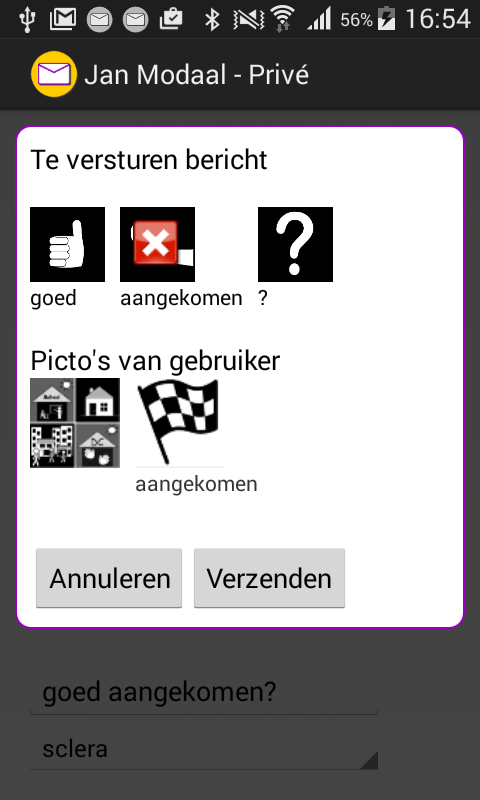 56% 16:54
Jan Modaal - Privé
Te versturen bericht
goed aangekomen ?
Picto's van gebruiker
aangekomen
Annuleren Verzenden
goed aangekomen?
sclera